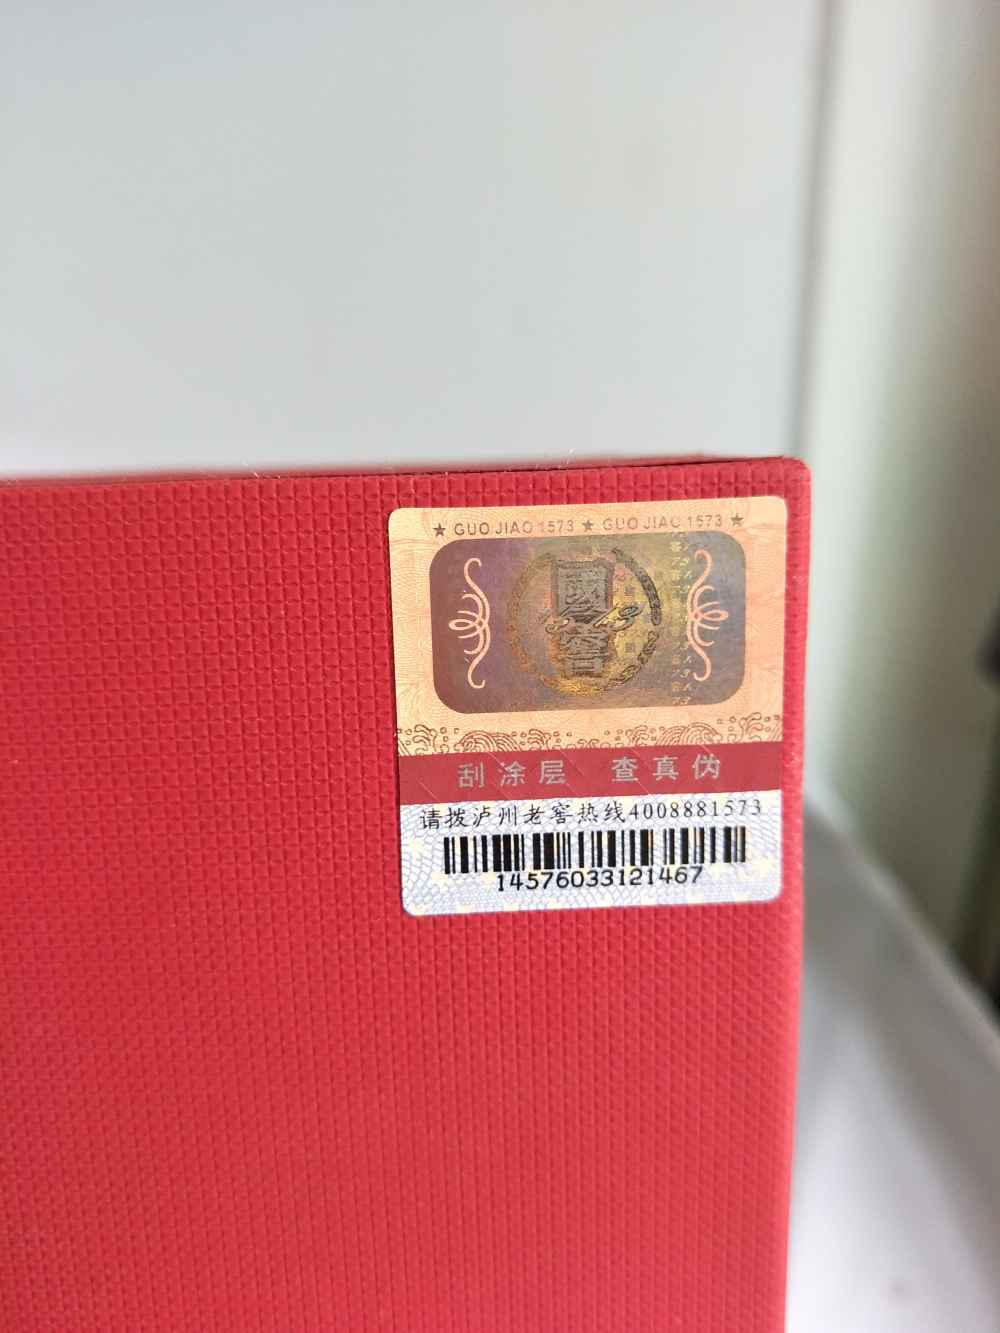 ★ GUO JIAO 1573 ★ GUO JIAO 1573 ★
國
窖
刮涂层 查真伪
请拨泸州老窖热线4008881573
14576033121467